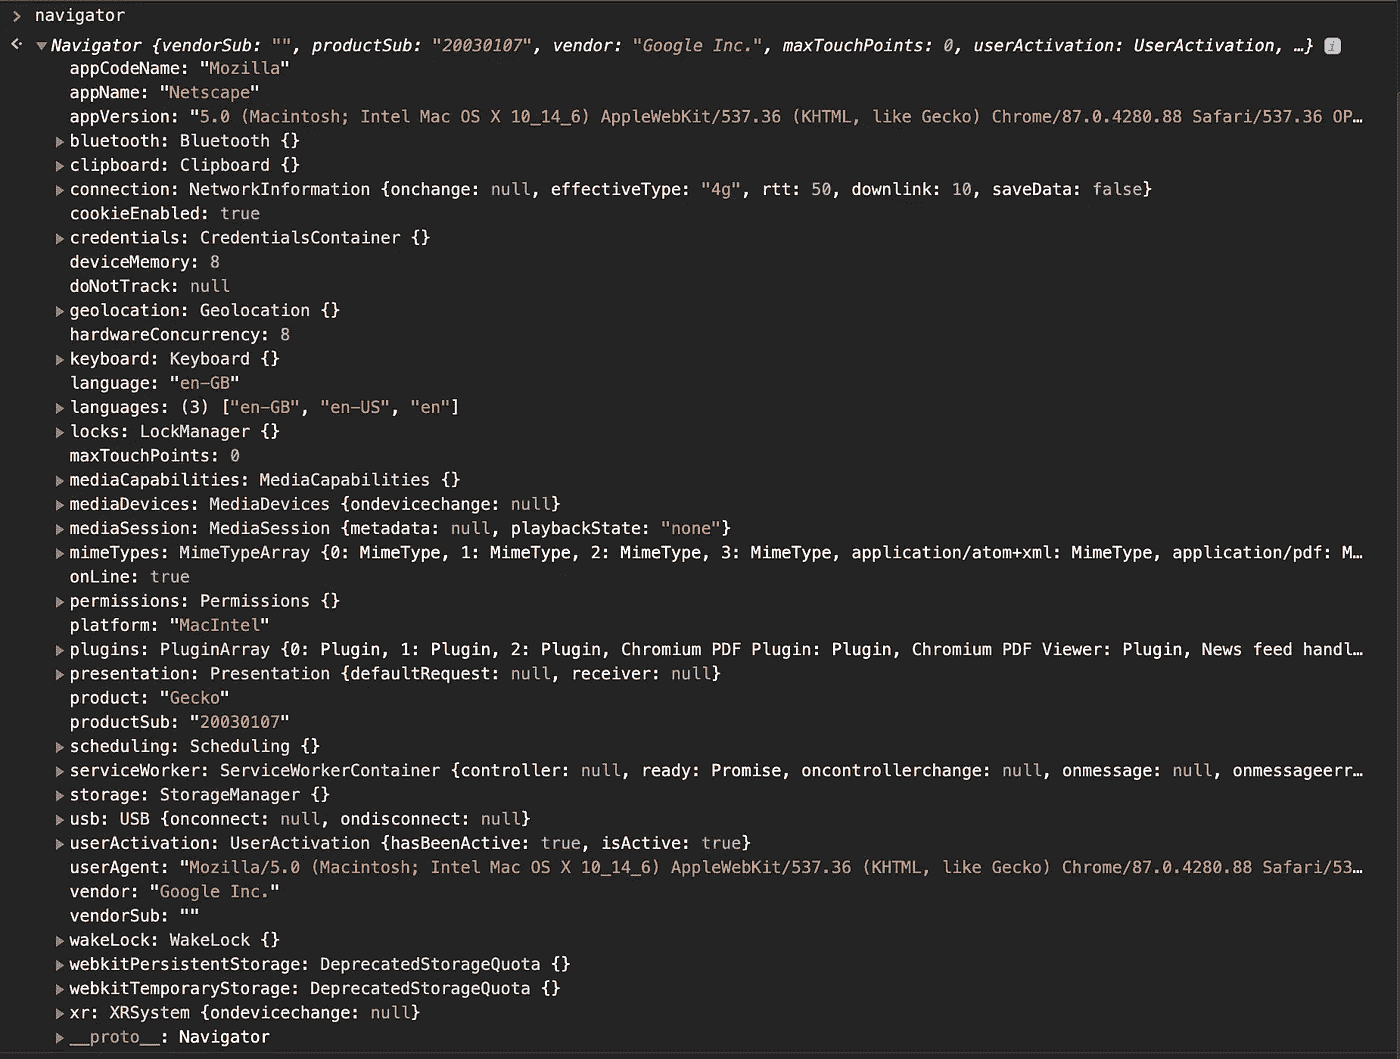 navigator
Navigator {vendorSub: "", productSub: "20030107", vendor: "Google Inc.", maxTouchPoints: 0, userActivation: UserActivation, …} i
appCodeName: "Mozilla"
appName: "Netscape"
appVersion: "5.0 (Macintosh; Intel Mac OS X 10_14_6) AppleWebKit/537.36 (KHTML, like Gecko) Chrome/87.0.4280.88 Safari/537.36 OP…
bluetooth: Bluetooth {}
clipboard: Clipboard {}
connection: NetworkInformation {onchange: null, effectiveType: "4g", rtt: 50, downlink: 10, saveData: false}
cookieEnabled: true
credentials: CredentialsContainer {}
deviceMemory: 8
doNotTrack: null
geolocation: Geolocation {}
hardwareConcurrency: 8
keyboard: Keyboard {}
language: "en-GB"
languages: (3) ["en-GB", "en-US", "en"]
locks: LockManager {}
maxTouchPoints: 0
mediaCapabilities: MediaCapabilities {}
mediaDevices: MediaDevices {ondevicechange: null}
mediaSession: MediaSession {metadata: null, playbackState: "none"}
mimeTypes: MimeTypeArray {0: MimeType, 1: MimeType, 2: MimeType, 3: MimeType, application/atom+xml: MimeType, application/pdf: M…
onLine: true
permissions: Permissions {}
platform: "MacIntel"
plugins: PluginArray {0: Plugin, 1: Plugin, 2: Plugin, Chromium PDF Plugin: Plugin, Chromium PDF Viewer: Plugin, News feed handl…
presentation: Presentation {defaultRequest: null, receiver: null}
product: "Gecko"
productSub: "20030107"
scheduling: Scheduling {}
serviceWorker: ServiceWorkerContainer {controller: null, ready: Promise, oncontrollerchange: null, onmessage: null, onmessageerr…
storage: StorageManager {}
usb: USB {onconnect: null, ondisconnect: null}
userActivation: UserActivation {hasBeenActive: true, isActive: true}
userAgent: "Mozilla/5.0 (Macintosh; Intel Mac OS X 10_14_6) AppleWebKit/537.36 (KHTML, like Gecko) Chrome/87.0.4280.88 Safari/53…
vendor: "Google Inc."
vendorSub: ""
wakeLock: WakeLock {}
webkitPersistentStorage: DeprecatedStorageQuota {}
webkitTemporaryStorage: DeprecatedStorageQuota {}
xr: XRSystem {ondevicechange: null}
__proto__: Navigator